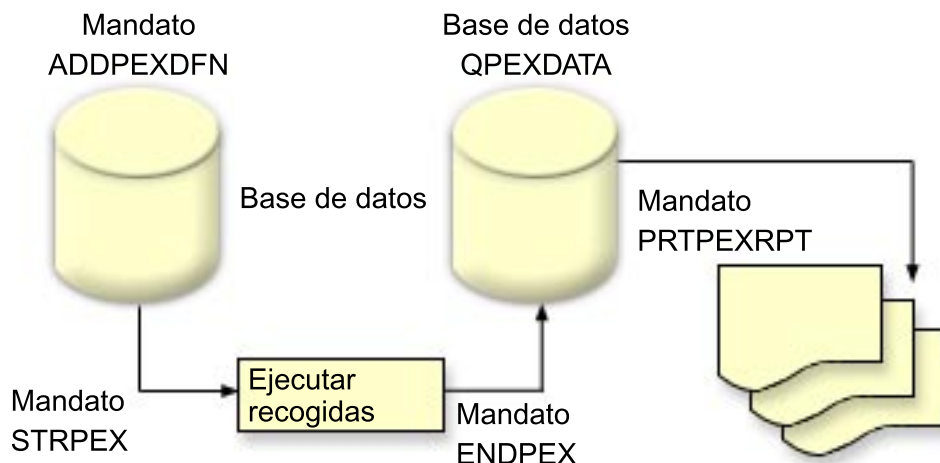 Mandato
ADDPEXDFN
Base de datos
QPEXDATA
Base de datos
Mandato
PRTPEXRPT
Mandato
STRPEX
Ejecutar
recogidas
Mandato
ENDPEX